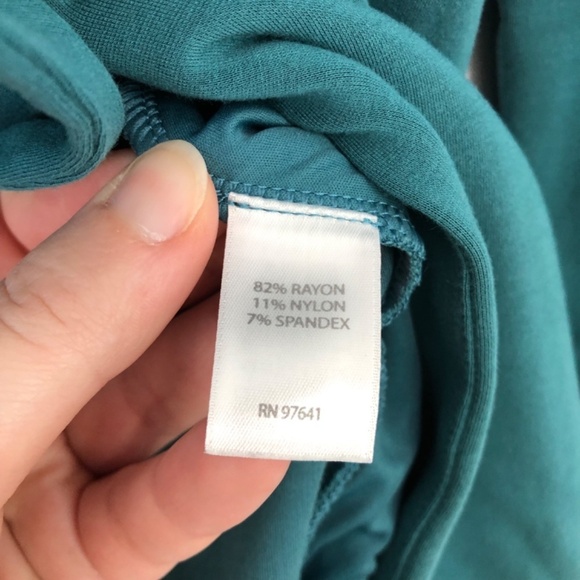 82% RAYON
11% NYLON
7% SPANDEX
RN 97641